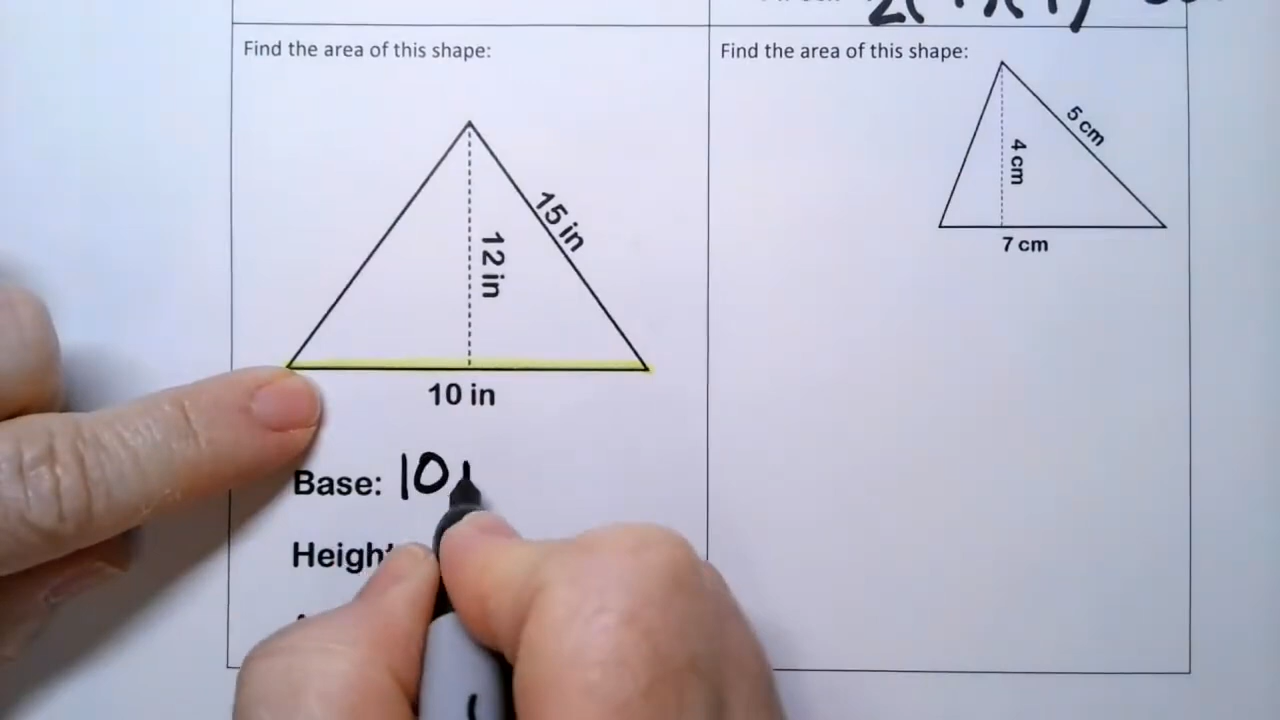 Find the area of this shape:
15 in
12 in
10 in
Base: 10
Height
Find the area of this shape:
5 cm
4 cm
7 cm